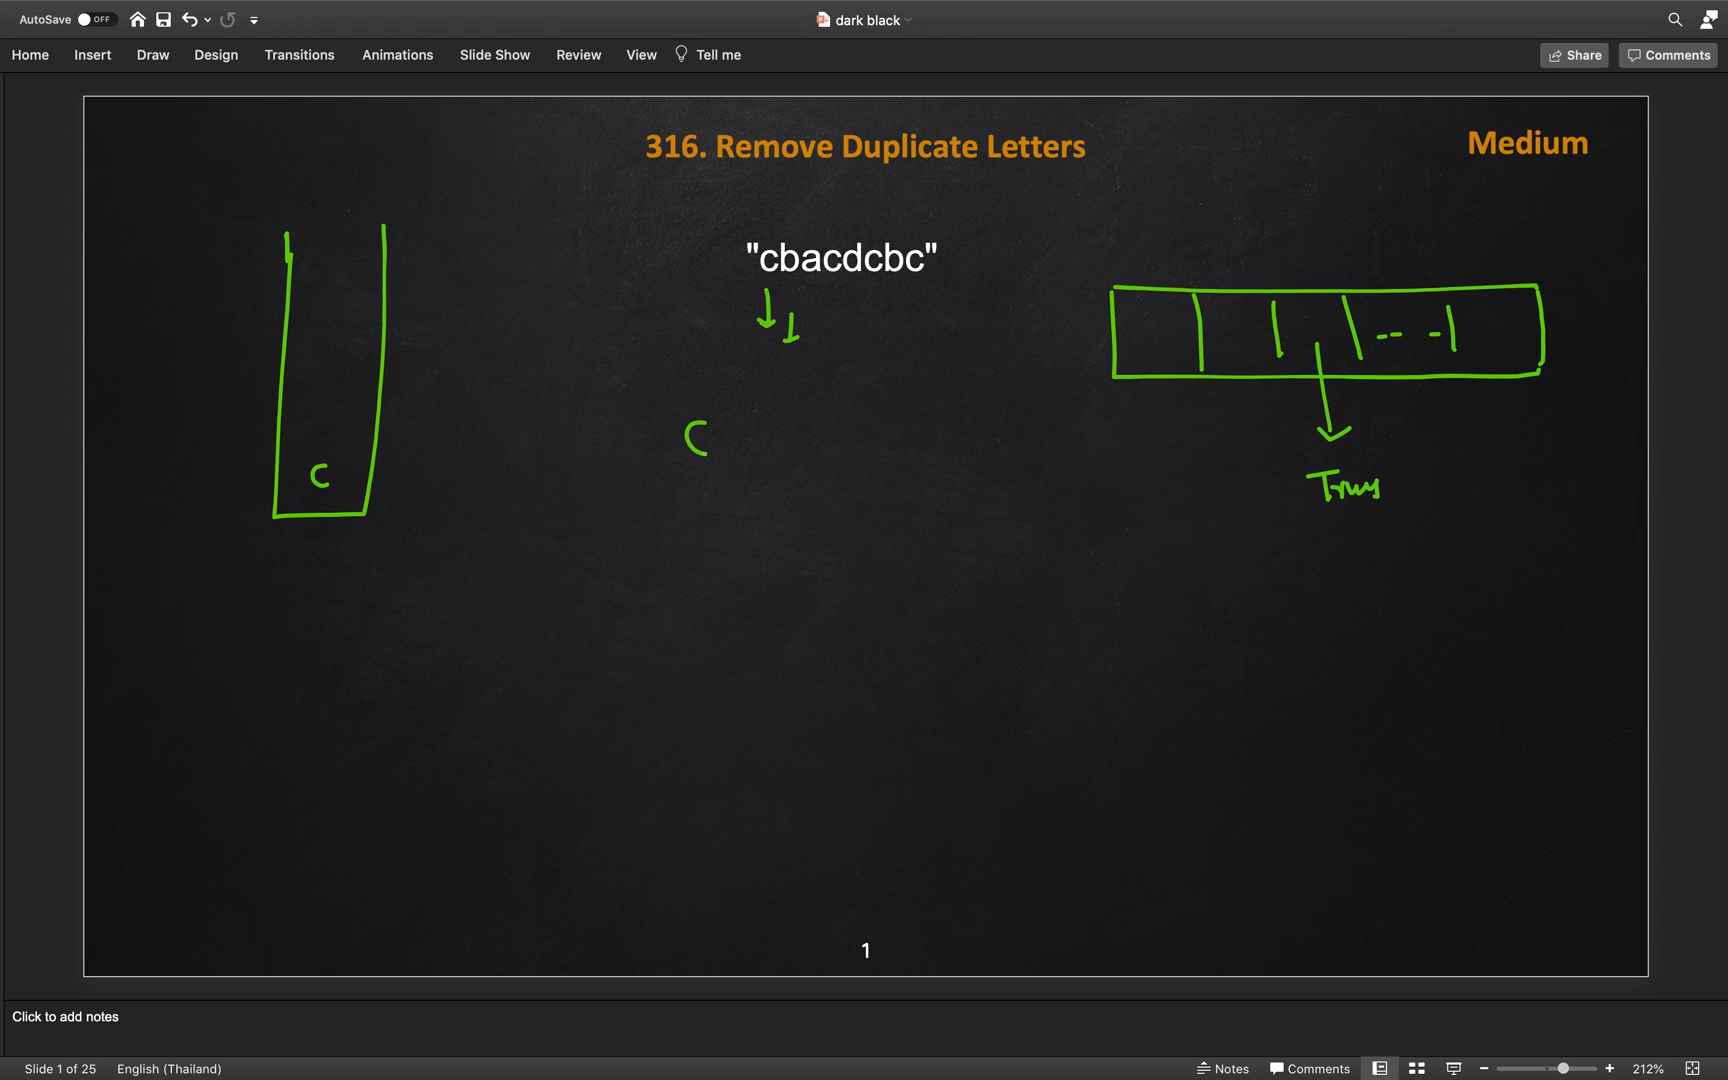 AutoSave OFF
dark black
Home Insert Draw Design Transitions Animations Slide Show Review View Tell me
Share Comments
316. Remove Duplicate Letters
Medium
"cbacdcbc"
C
C
1
Click to add notes
Slide 1 of 25 English (Thailand)
Notes Comments 212%